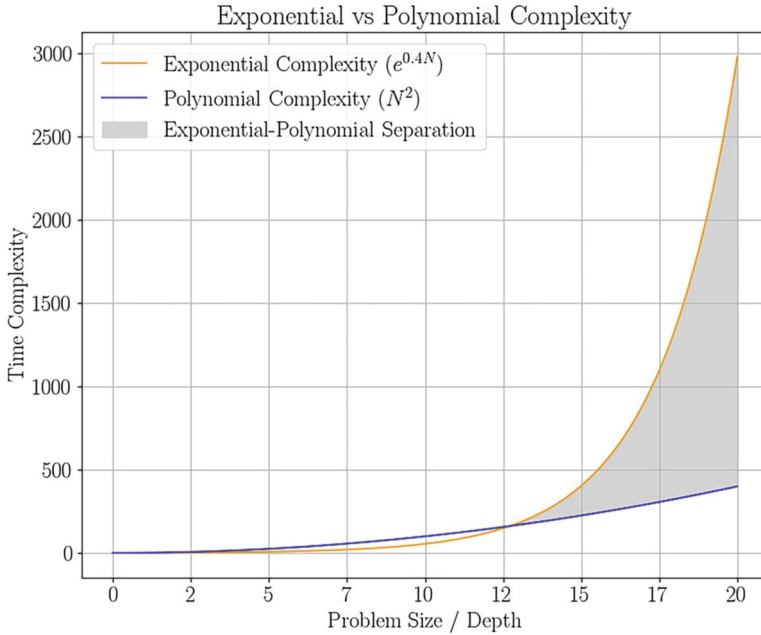 Exponential vs Polynomial Complexity
Exponential Complexity (e^{0.4N})
Polynomial Complexity (N^2)
Exponential-Polynomial Separation
3000
2500
2000
1500
1000
500
0
Time Complexity
0 2 5 7 10 12 15 17 20
Problem Size / Depth